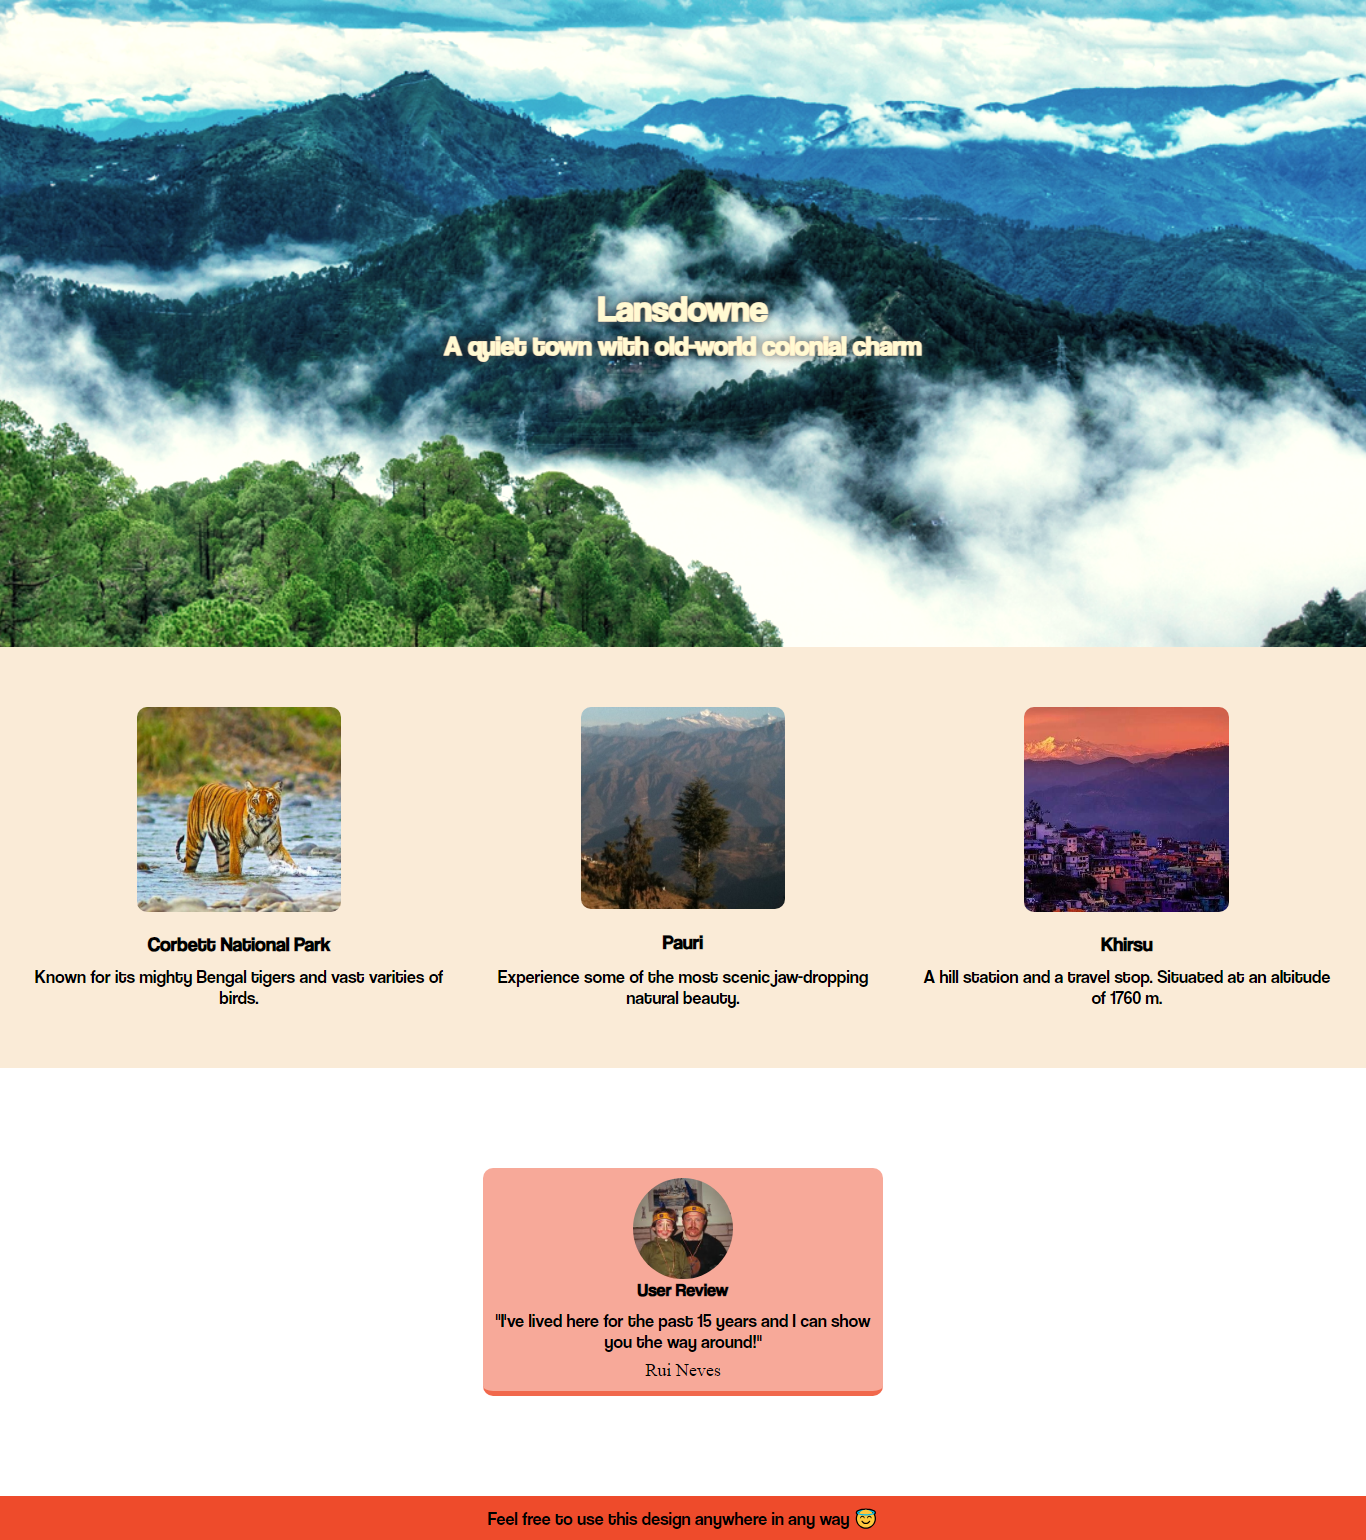 Lansdowne
A quiet town with old-world colonial charm
Corbett National Park
Known for its mighty Bengal tigers and vast varities of
birds.
Pauri
Experience some of the most scenic jaw-dropping
natural beauty.
Khirsu
A hill station and a travel stop. Situated at an altitude
of 1760 m.
User Review
"I've lived here for the past 15 years and I can show
you the way around!"
Rui Neves
Feel free to use this design anywhere in any way 😇